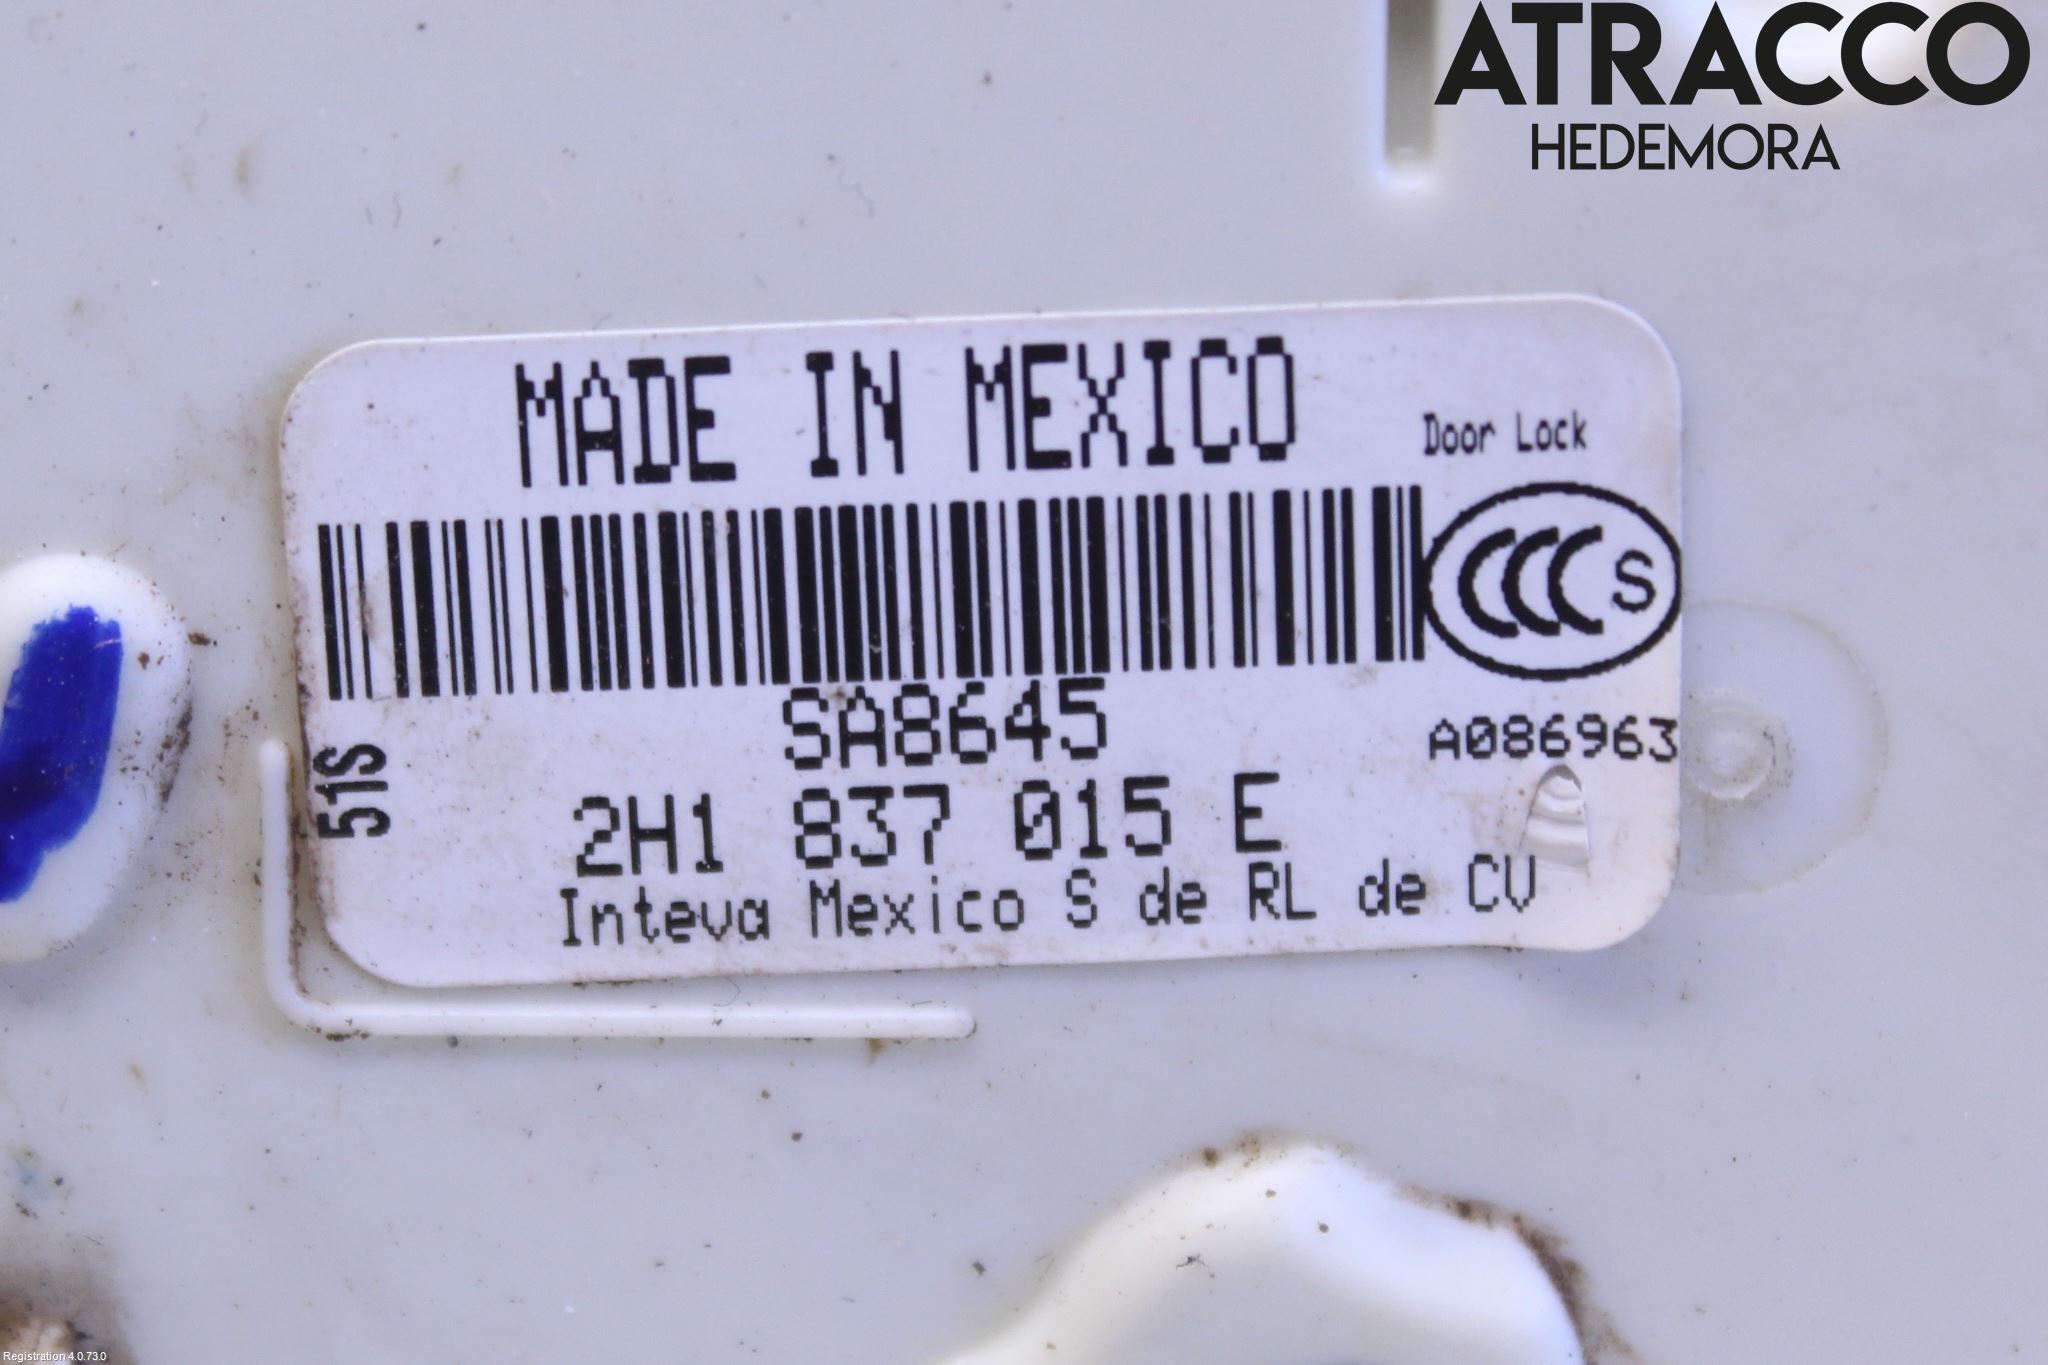 ATRACCO
HEDEMORA
MADE IN MEXICO
Door Lock
CCC S
SA8645
A086963
51S
2H1 837 015 E
Inteva Mexico S de RL de CV
Registration 4.0.73.0